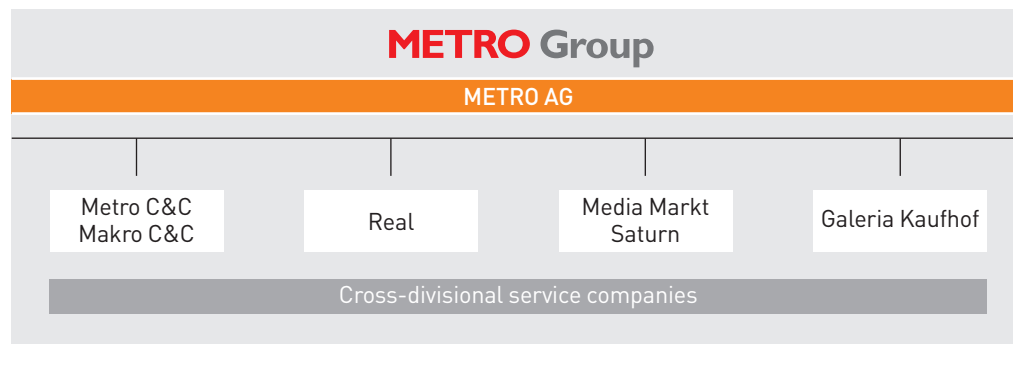 METRO Group
METRO AG
Metro C&C
Makro C&C
Real
Media Markt
Saturn
Galeria Kaufhof
Cross-divisional service companies